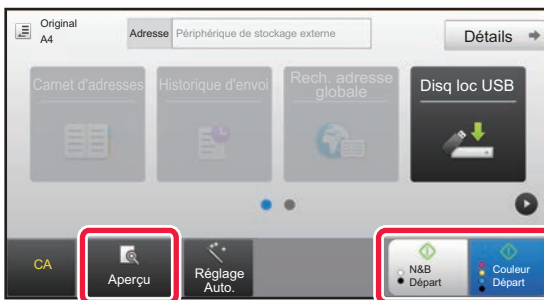 Original
A4
Adresse
Périphérique de stockage externe
Détails
Carnet d'adresses
Historique d'envoi
Rech. adresse
globale
Disq loc USB
CA
Aperçu
Réglage
Auto.
N&B
Départ
Couleur
Départ